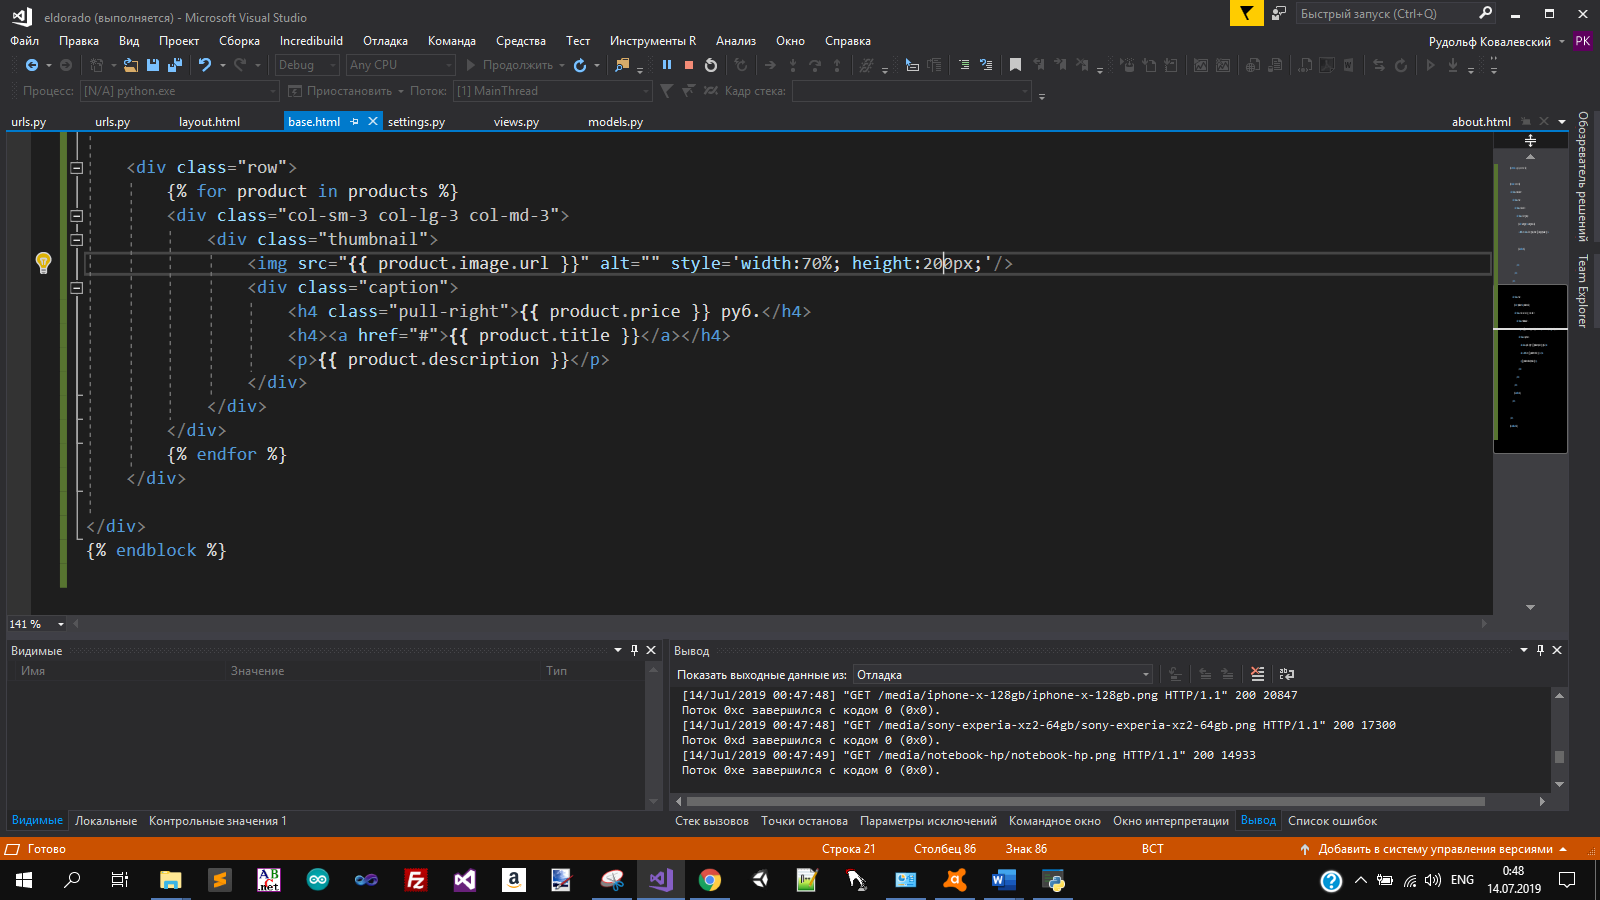 eldorado (выполняется) - Microsoft Visual Studio
Быстрый запуск (Ctrl+Q)
Файл Правка Вид Проект Сборка Incredibuild Отладка Команда Средства Тест Инструменты R Анализ Окно Справка
Рудольф Ковалевский РК
Debug Any CPU Продолжить
Процесс: [N/A] python.exe Приостановить Поток: [1] MainThread Кадр стека:
urls.py urls.py layout.html base.html settings.py views.py models.py about.html
<div class="row">
{% for product in products %}
<div class="col-sm-3 col-lg-3 col-md-3">
<div class="thumbnail">
<img src="{{ product.image.url }}" alt="" style='width:70%; height:200px;'/>
<div class="caption">
<h4 class="pull-right">{{ product.price }} руб.</h4>
<h4><a href="#">{{ product.title }}</a></h4>
<p>{{ product.description }}</p>
</div>
</div>
</div>
{% endfor %}
</div>
</div>
{% endblock %}
Обозреватель решений
Team Explorer
141 %
Видимые
Имя Значение Тип
Видимые Локальные Контрольные значения 1
Вывод
Показать выходные данные из: Отладка
[14/Jul/2019 00:47:48] "GET /media/iphone-x-128gb/iphone-x-128gb.png HTTP/1.1" 200 20847
Поток 0xc завершился с кодом 0 (0x0).
[14/Jul/2019 00:47:48] "GET /media/sony-experia-xz2-64gb/sony-experia-xz2-64gb.png HTTP/1.1" 200 17300
Поток 0xd завершился с кодом 0 (0x0).
[14/Jul/2019 00:47:49] "GET /media/notebook-hp/notebook-hp.png HTTP/1.1" 200 14933
Поток 0xe завершился с кодом 0 (0x0).
Стек вызовов Точки останова Параметры исключений Командное окно Окно интерпретации Вывод Список ошибок
Готово Строка 21 Столбец 86 Знак 86 ВСТ Добавить в систему управления версиями
AB AC .net
ENG
0:48
14.07.2019